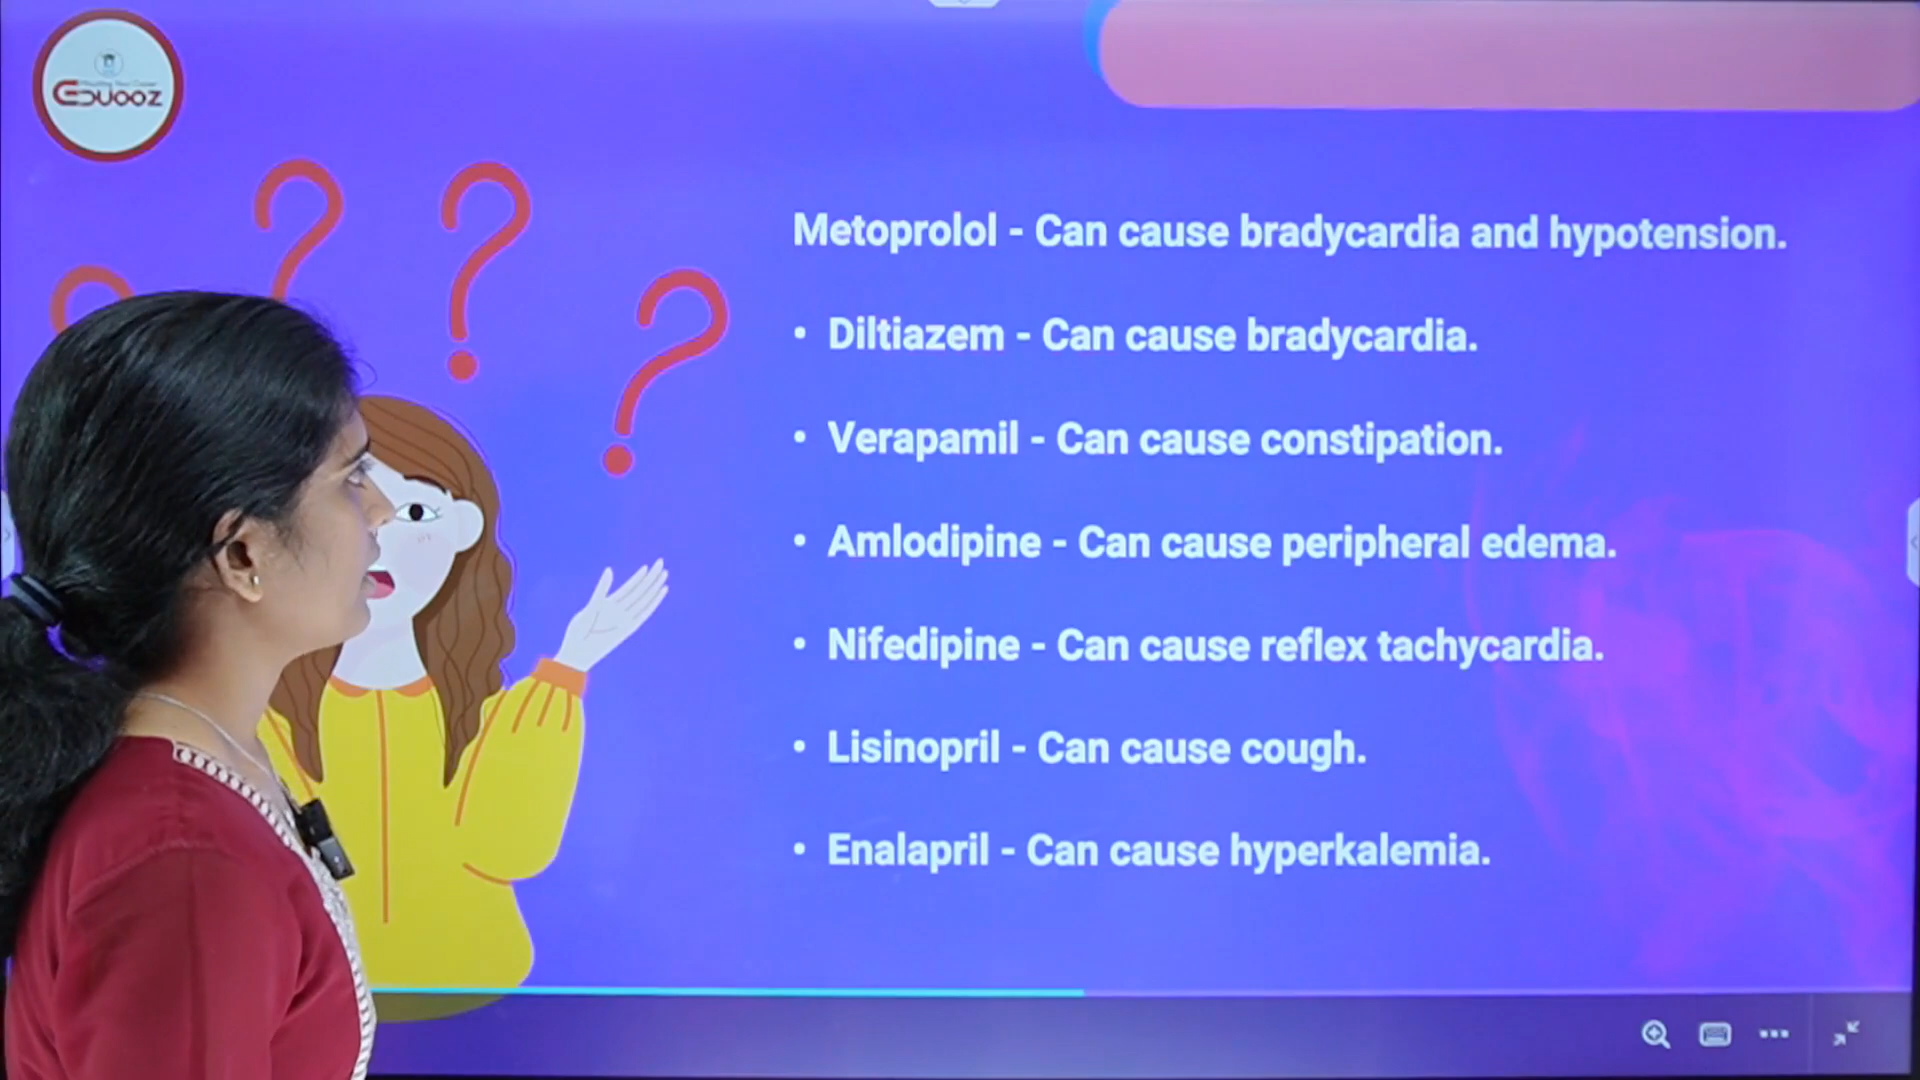 EDUOOZ
Metoprolol - Can cause bradycardia and hypotension.
• Diltiazem - Can cause bradycardia.
• Verapamil - Can cause constipation.
• Amlodipine - Can cause peripheral edema.
• Nifedipine - Can cause reflex tachycardia.
• Lisinopril - Can cause cough.
• Enalapril - Can cause hyperkalemia.